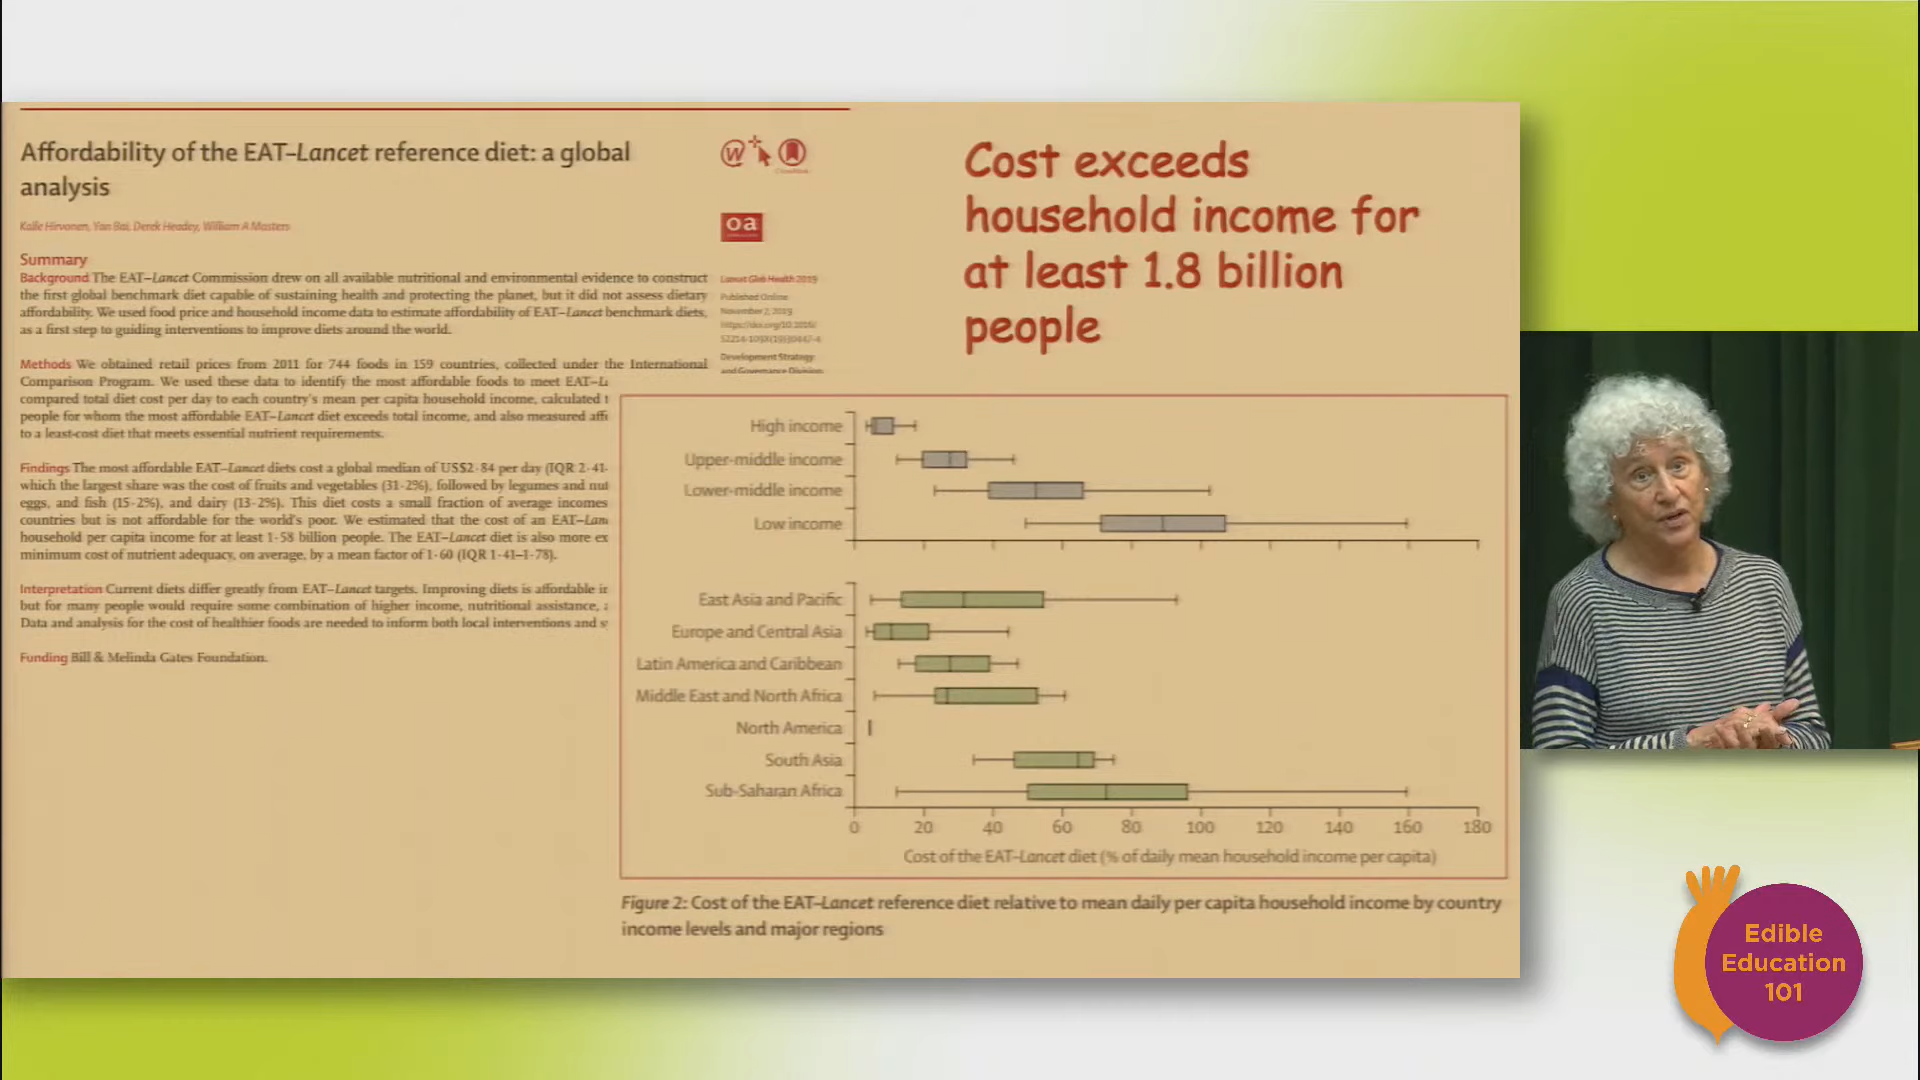 Affordability of the EAT–Lancet reference diet: a global
analysis
Kalle Hirvonen, Yan Bai, Derek Headey, William A Masters
Summary
Background The EAT–Lancet Commission drew on all available nutritional and environmental evidence to construct
the first global benchmark diet capable of sustaining health and protecting the planet, but it did not assess dietary
affordability. We used food price and household income data to estimate affordability of EAT–Lancet benchmark diets,
as a first step to guiding interventions to improve diets around the world.
Methods We obtained retail prices from 2011 for 744 foods in 159 countries, collected under the International
Comparison Program. We used these data to identify the most affordable foods to meet EAT–L
compared total diet cost per day to each country's mean per capita household income, calculated t
people for whom the most affordable EAT–Lancet diet exceeds total income, and also measured affo
to a least-cost diet that meets essential nutrient requirements.
Findings The most affordable EAT–Lancet diets cost a global median of US$2·84 per day (IQR 2·41-
which the largest share was the cost of fruits and vegetables (31·2%), followed by legumes and nut
eggs, and fish (15·2%), and dairy (13·2%). This diet costs a small fraction of average incomes
countries but is not affordable for the world's poor. We estimated that the cost of an EAT–Lan
household per capita income for at least 1·58 billion people. The EAT–Lancet diet is also more ex
minimum cost of nutrient adequacy, on average, by a mean factor of 1·60 (IQR 1·41–1·78).
Interpretation Current diets differ greatly from EAT–Lancet targets. Improving diets is affordable in
but for many people would require some combination of higher income, nutritional assistance, a
Data and analysis for the cost of healthier foods are needed to inform both local interventions and s
Funding Bill & Melinda Gates Foundation.
W
CrossMark
oa
Lancet Glob Health 2019
Published Online
November 7, 2019
https://doi.org/10.1016/
S2214-109X(19)30447-4
Development Strategy
and Governance Division,
Cost exceeds
household income for
at least 1.8 billion
people
High income
Upper-middle income
Lower-middle income
Low income
East Asia and Pacific
Europe and Central Asia
Latin America and Caribbean
Middle East and North Africa
North America
South Asia
Sub-Saharan Africa
0 20 40 60 80 100 120 140 160 180
Cost of the EAT–Lancet diet (% of daily mean household income per capita)
Figure 2: Cost of the EAT–Lancet reference diet relative to mean daily per capita household income by country
income levels and major regions
Edible
Education
101